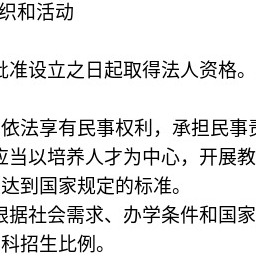 织和活动
批准设立之日起取得法人资格。
依法享有民事权利，承担民事责
应当以培养人才为中心，开展教
达到国家规定的标准。
根据社会需求、办学条件和国家
科招生比例。